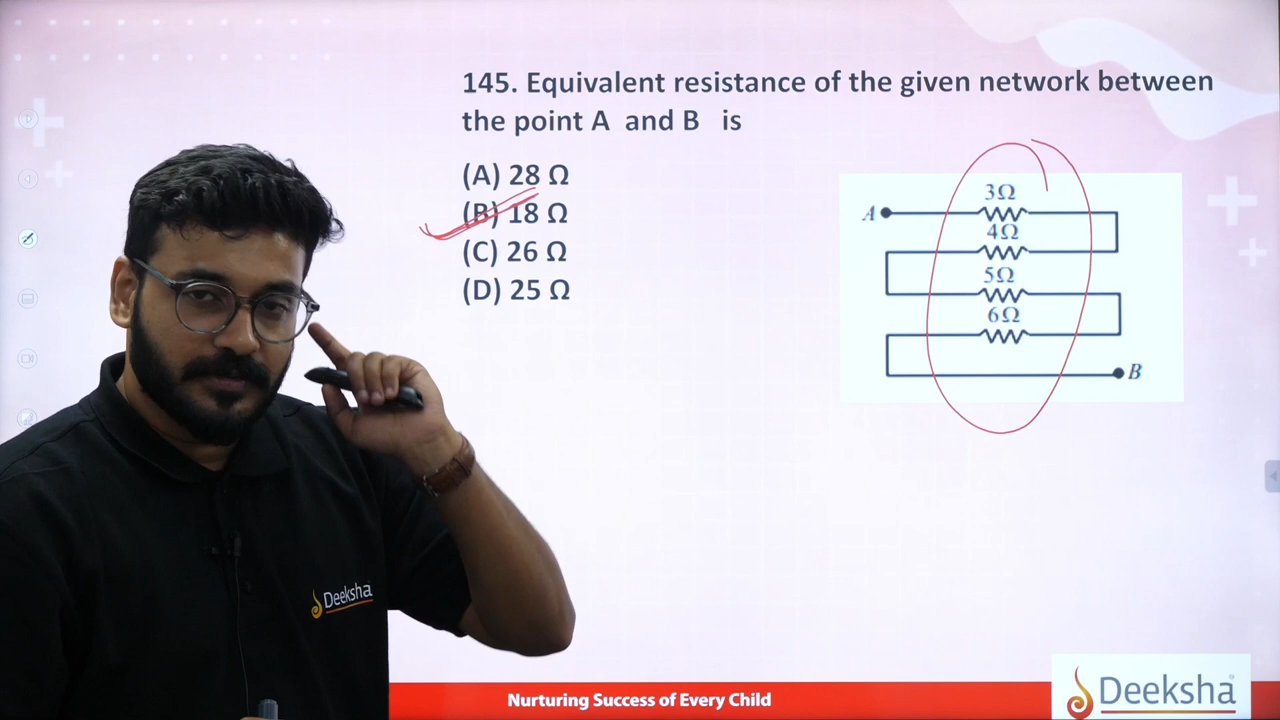 145. Equivalent resistance of the given network between
the point A and B is
(A) 28 Ω
(B) 18 Ω
(C) 26 Ω
(D) 25 Ω
3Ω
A
4Ω
5Ω
6Ω
B
Deeksha
Nurturing Success of Every Child
Deeksha